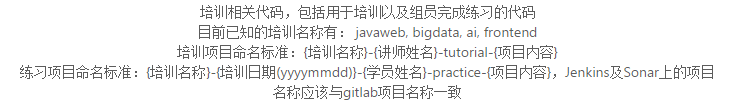 培训相关代码，包括用于培训以及组员完成练习的代码
目前已知的培训名称有： javaweb, bigdata, ai, frontend
培训项目命名标准：{培训名称}-{讲师姓名}-tutorial-{项目内容}
练习项目命名标准：{培训名称}-{培训日期(yyyymmdd)}-{学员姓名}-practice-{项目内容}，Jenkins及Sonar上的项目
名称应该与gitlab项目名称一致